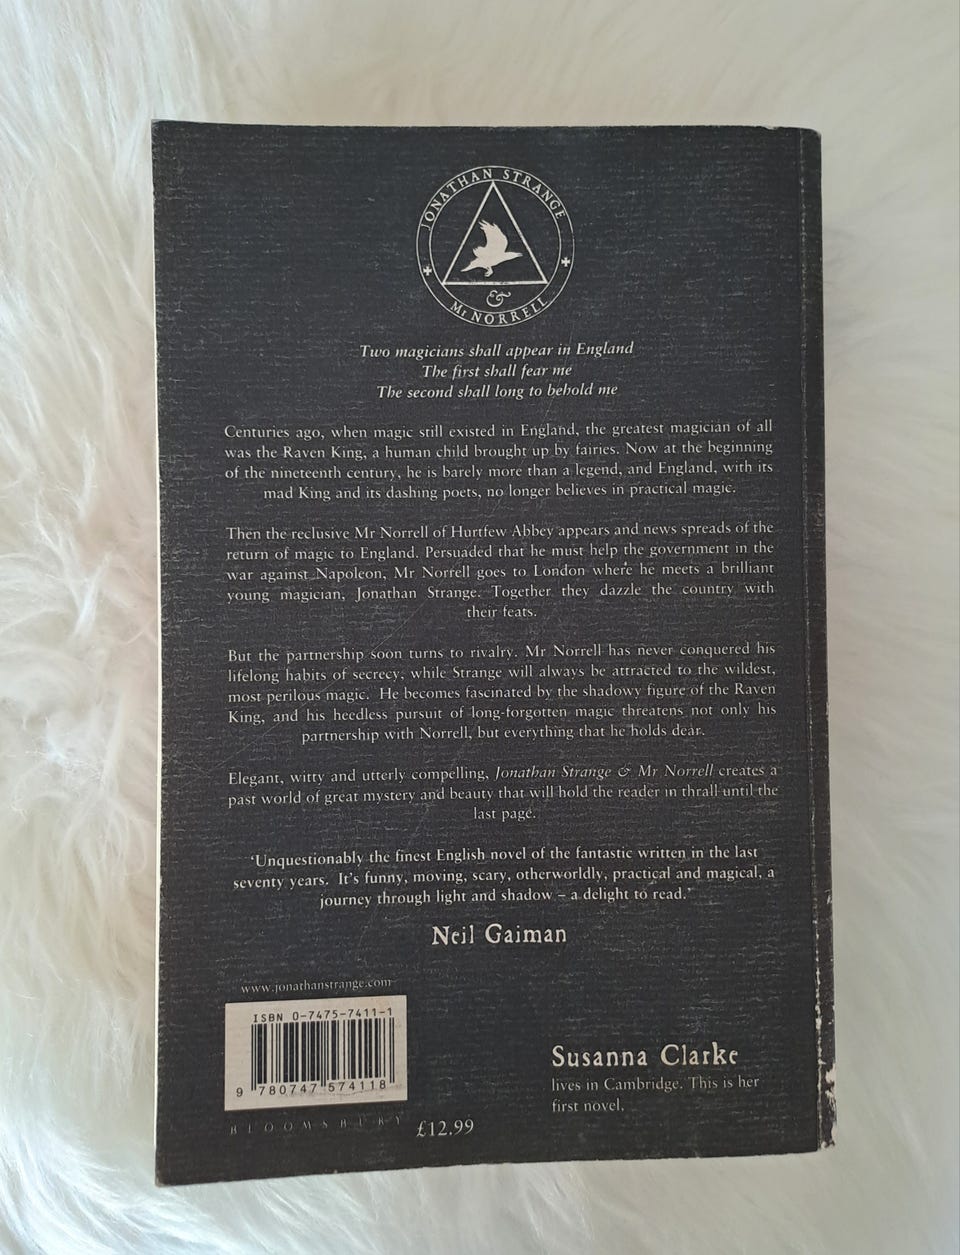 JONATHAN STRANGE
&
Mr NORRELL
Two magicians shall appear in England
The first shall fear me
The second shall long to behold me
Centuries ago, when magic still existed in England, the greatest magician of all
was the Raven King, a human child brought up by fairies. Now at the beginning
of the nineteenth century, he is barely more than a legend, and England, with its
mad King and its dashing poets, no longer believes in practical magic.
Then the reclusive Mr Norrell of Hurtfew Abbey appears and news spreads of the
return of magic to England. Persuaded that he must help the government in the
war against Napoleon, Mr Norrell goes to London where he meets a brilliant
young magician, Jonathan Strange. Together they dazzle the country with
their feats.
But the partnership soon turns to rivalry. Mr Norrell has never conquered his
lifelong habits of secrecy, while Strange will always be attracted to the wildest,
most perilous magic. He becomes fascinated by the shadowy figure of the Raven
King, and his heedless pursuit of long-forgotten magic threatens not only his
partnership with Norrell, but everything that he holds dear.
Elegant, witty and utterly compelling, Jonathan Strange & Mr Norrell creates a
past world of great mystery and beauty that will hold the reader in thrall until the
last page.
‘Unquestionably the finest English novel of the fantastic written in the last
seventy years. It’s funny, moving, scary, otherworldly, practical and magical, a
journey through light and shadow – a delight to read.’
Neil Gaiman
www.jonathanstrange.com
ISBN 0-7475-7411-1
9 780747 574118
BLOOMSBURY
£12.99
Susanna Clarke
lives in Cambridge. This is her
first novel.